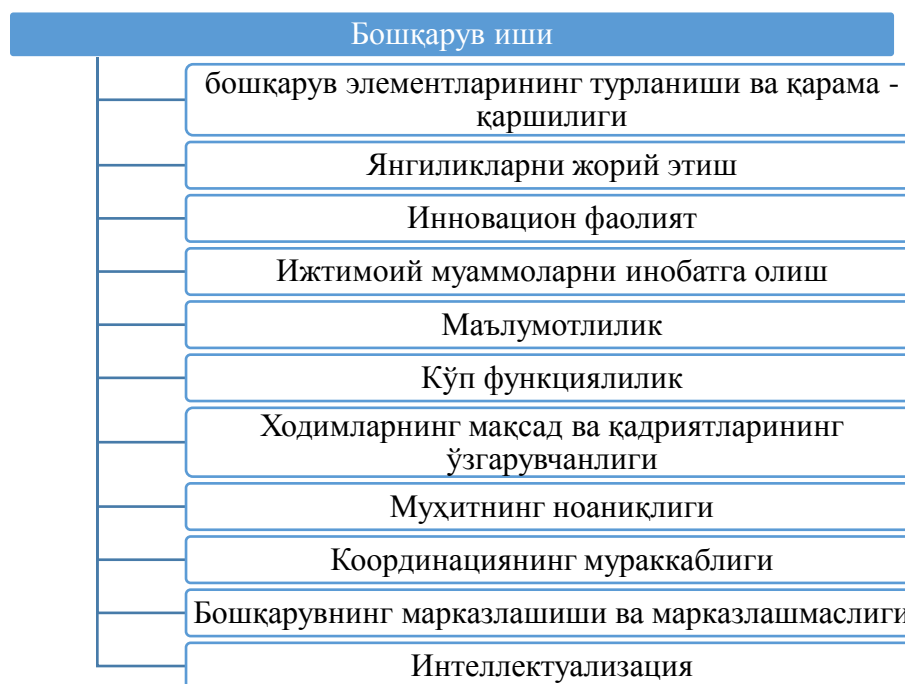 Бошқарув иши
бошқарув элементларининг турланиши ва қарама -
қаршилиги
Янгиликларни жорий этиш
Инновацион фаолият
Ижтимоий муаммоларни инобатга олиш
Маълумотлилик
Кўп функциялилик
Ходимларнинг мақсад ва қадриятларининг
ўзгарувчанлиги
Муҳитнинг ноаниқлиги
Координациянинг мураккаблиги
Бошқарувнинг марказлашиши ва марказлашмаслиги
Интеллектуализация